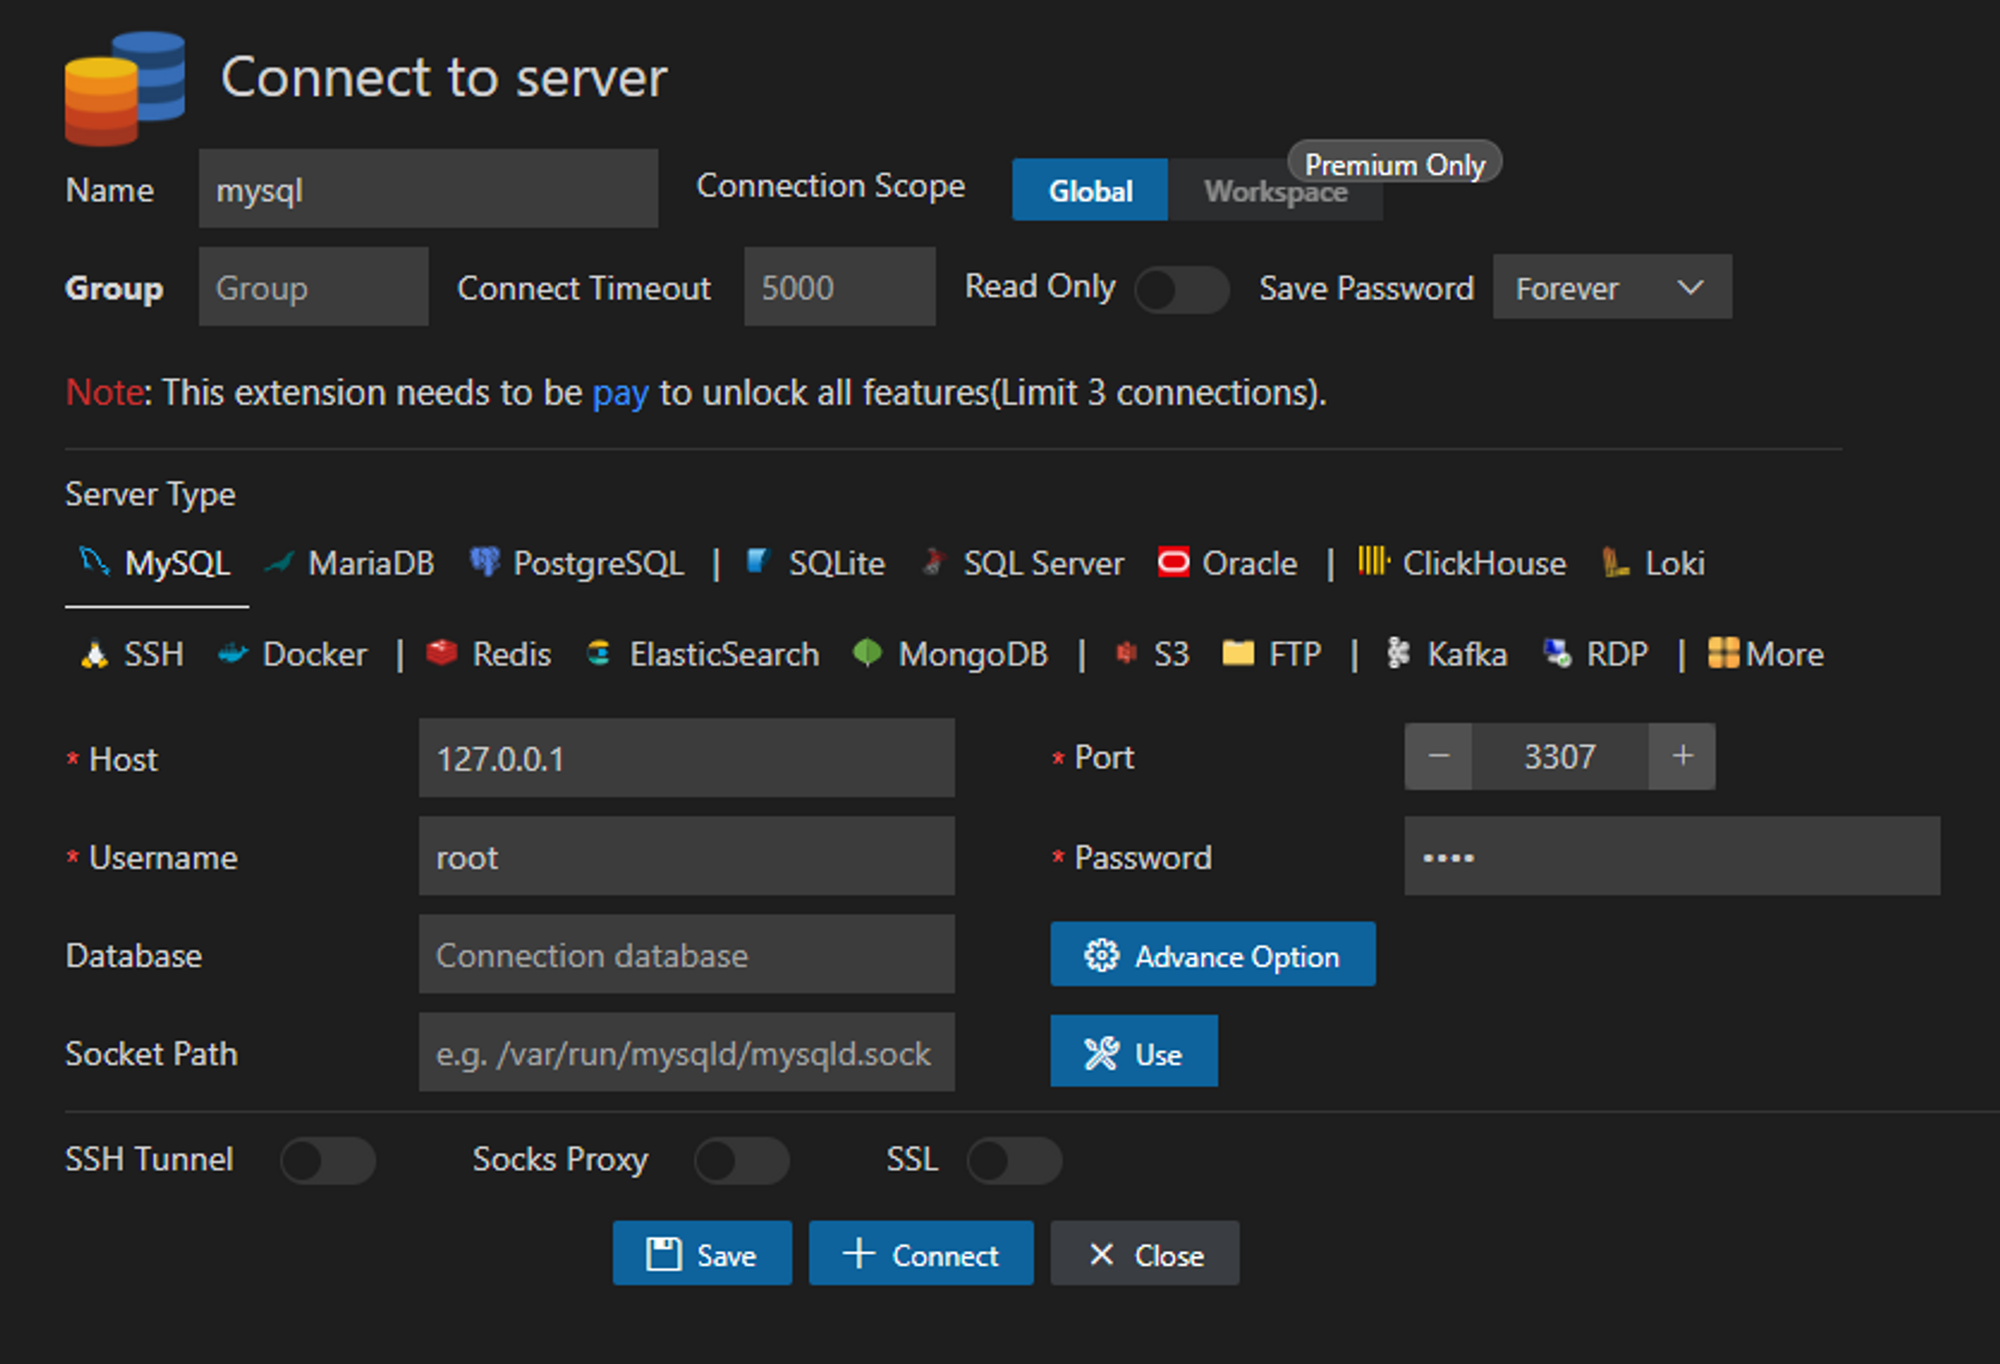 Connect to server
Name mysql Connection Scope Global Workspace Premium Only
Group Group Connect Timeout 5000 Read Only Save Password Forever
Note: This extension needs to be pay to unlock all features(Limit 3 connections).
Server Type
MySQL MariaDB PostgreSQL | SQLite SQL Server Oracle | ClickHouse Loki
SSH Docker | Redis ElasticSearch MongoDB | S3 FTP | Kafka RDP | More
* Host 127.0.0.1 * Port − 3307 +
* Username root * Password ••••
Database Connection database Advance Option
Socket Path e.g. /var/run/mysqld/mysqld.sock Use
SSH Tunnel Socks Proxy SSL
Save Connect Close